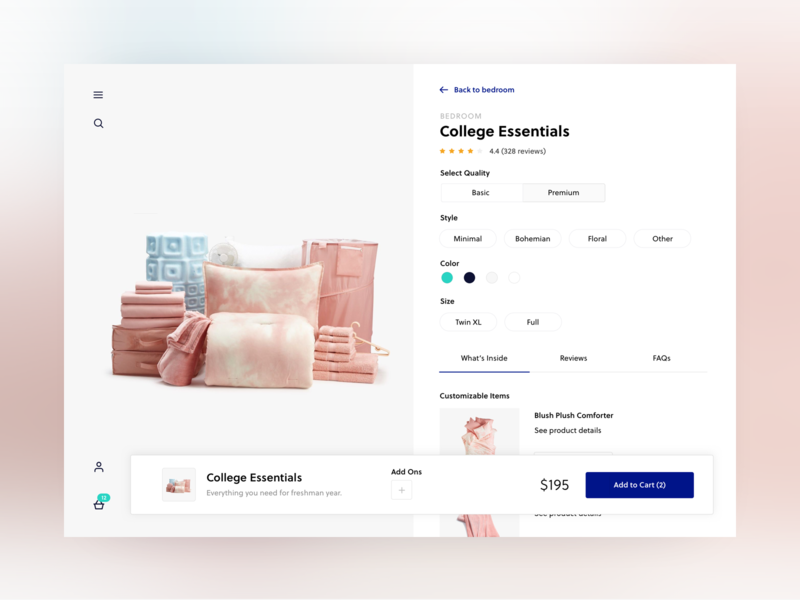 Back to bedroom
BEDROOM
College Essentials
4.4 (328 reviews)
Select Quality
Basic
Premium
Style
Minimal
Bohemian
Floral
Other
Color
Size
Twin XL
Full
What's Inside
Reviews
FAQs
Customizable Items
Blush Plush Comforter
See product details
12
College Essentials
Everything you need for freshman year.
Add Ons
+
$195
Add to Cart (2)
See product details